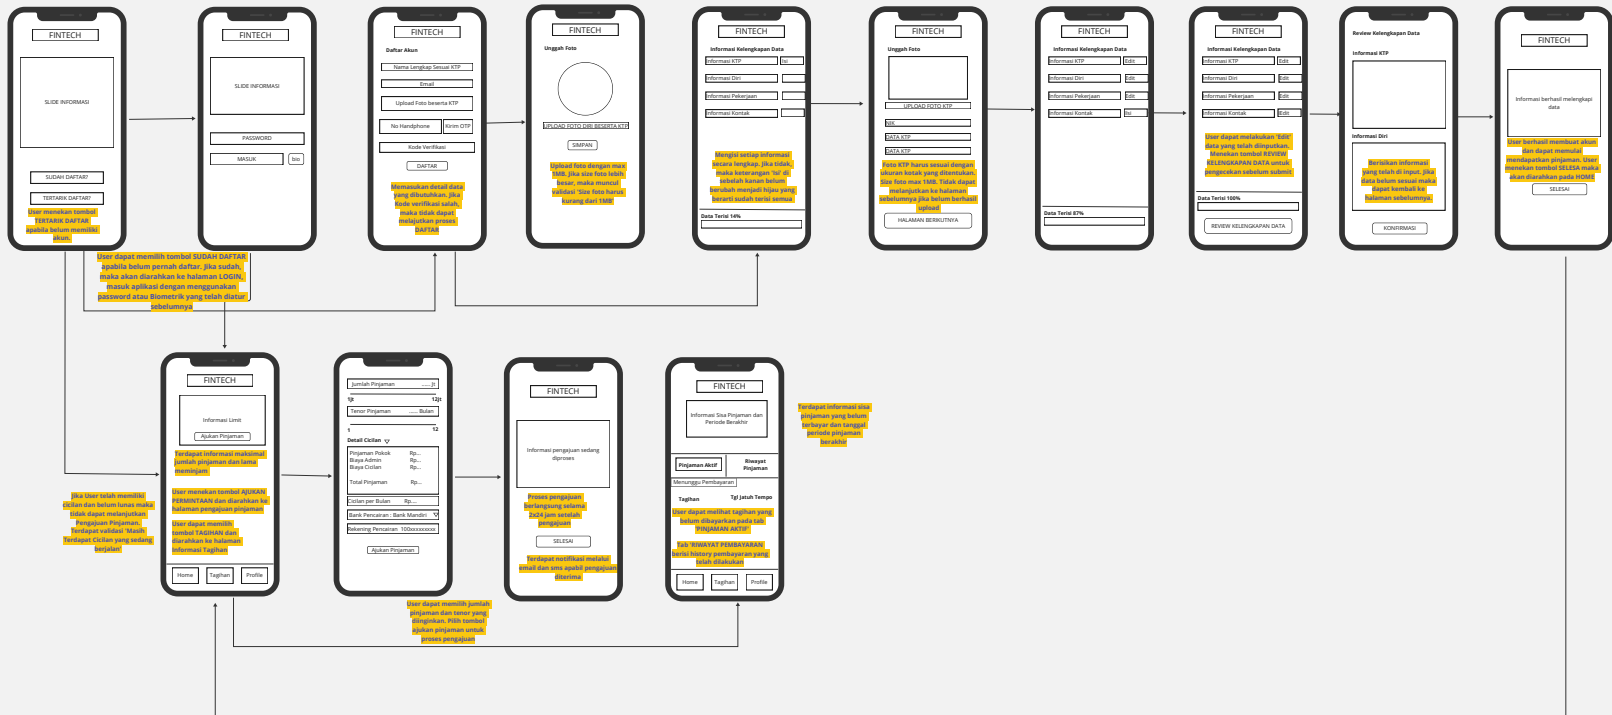 FINTECH
SLIDE INFORMASI
SUDAH DAFTAR?
TERTARIK DAFTAR?
User menekan tombol
TERTARIK DAFTAR
apabila belum memiliki
akun.
FINTECH
SLIDE INFORMASI
PASSWORD
MASUK
bio
User dapat memilih tombol SUDAH DAFTAR
apabila belum pernah daftar. Jika sudah,
maka akan diarahkan ke halaman LOGIN,
masuk aplikasi dengan menggunakan
password atau Biometrik yang telah diatur
sebelumnya
FINTECH
Daftar Akun
Nama Lengkap Sesuai KTP
Email
Upload Foto beserta KTP
No Handphone
Kirim OTP
Kode Verifikasi
DAFTAR
Memasukan detail data
yang dibutuhkan. Jika
Kode verifikasi salah,
maka tidak dapat
melajutkan proses
DAFTAR
FINTECH
Unggah Foto
UPLOAD FOTO DIRI BESERTA KTP
SIMPAN
Upload foto dengan max
1MB. Jika size foto lebih
besar, maka muncul
validasi 'Size foto harus
kurang dari 1MB'
FINTECH
Informasi Kelengkapan Data
Informasi KTP
Isi
Informasi Diri
Informasi Pekerjaan
Informasi Kontak
Mengisi setiap informasi
secara lengkap. Jika tidak,
maka keterangan 'Isi' di
sebelah kanan belum
berubah menjadi hijau yang
berarti sudah terisi semua
Data Terisi 14%
FINTECH
Unggah Foto
UPLOAD FOTO KTP
NIK
DATA KTP
DATA KTP
Foto KTP harus sesuai dengan
ukuran kotak yang ditentukan.
Size foto max 1MB. Tidak dapat
melanjutkan ke halaman
sebelumnya jika belum berhasil
upload
HALAMAN BERIKUTNYA
FINTECH
Informasi Kelengkapan Data
Informasi KTP
Edit
Informasi Diri
Edit
Informasi Pekerjaan
Edit
Informasi Kontak
Isi
Data Terisi 87%
FINTECH
Informasi Kelengkapan Data
Informasi KTP
Edit
Informasi Diri
Edit
Informasi Pekerjaan
Edit
Informasi Kontak
Edit
User dapat melakukan 'Edit'
data yang telah diinputkan.
Menekan tombol REVIEW
KELENGKAPAN DATA untuk
pengecekan sebelum submit
Data Terisi 100%
REVIEW KELENGKAPAN DATA
Review Kelengkapan Data
Informasi KTP
Informasi Diri
Berisikan informasi
yang telah di input. Jika
data belum sesuai maka
dapat kembali ke
halaman sebelumnya.
KONFIRMASI
FINTECH
Informasi berhasil melengkapi
data
User berhasil membuat akun
dan dapat memulai
mendapatkan pinjaman. User
menekan tombol SELESA maka
akan diarahkan pada HOME
SELESAI
Jika User telah memiliki
cicilan dan belum lunas maka
tidak dapat melanjutkan
Pengajuan Pinjaman.
Terdapat validasi 'Masih
Terdapat Cicilan yang sedang
berjalan'
FINTECH
Informasi Limit
Ajukan Pinjaman
Terdapat informasi maksimal
jumlah pinjaman dan lama
meminjam
User menekan tombol AJUKAN
PERMINTAAN dan diarahkan ke
halaman pengajuan pinjaman
User dapat memilih
tombol TAGIHAN dan
diarahkan ke halaman
Informasi Tagihan
Home
Tagihan
Profile
Jumlah Pinjaman ...... Jt
1jt
12jt
Tenor Pinjaman ...... Bulan
1
12
Detail Cicilan
Pinjaman Pokok Rp...
Biaya Admin Rp...
Biaya Cicilan Rp...
Total Pinjaman Rp...
Cicilan per Bulan Rp....
Bank Pencairan : Bank Mandiri
Rekening Pencairan 100xxxxxxxxx
Ajukan Pinjaman
User dapat memilih jumlah
pinjaman dan tenor yang
diinginkan. Pilih tombol
ajukan pinjaman untuk
proses pengajuan
FINTECH
Informasi pengajuan sedang
diproses
Proses pengajuan
berlangsung selama
2x24 jam setelah
pengajuan
SELESAI
Terdapat notifikasi melalui
email dan sms apabil pengajuan
diterima
FINTECH
Informasi Sisa Pinjaman dan
Periode Berakhir
Pinjaman Aktif
Riwayat
Pinjaman
Menunggu Pembayaran
Tagihan
Tgl Jatuh Tempo
User dapat melihat tagihan yang
belum dibayarkan pada tab
'PINJAMAN AKTIF'
Tab 'RIWAYAT PEMBAYARAN
berisi history pembayaran yang
telah dilakukan
Home
Tagihan
Profile
Terdapat informasi sisa
pinjaman yang belum
terbayar dan tanggal
periode pinjaman
berakhir